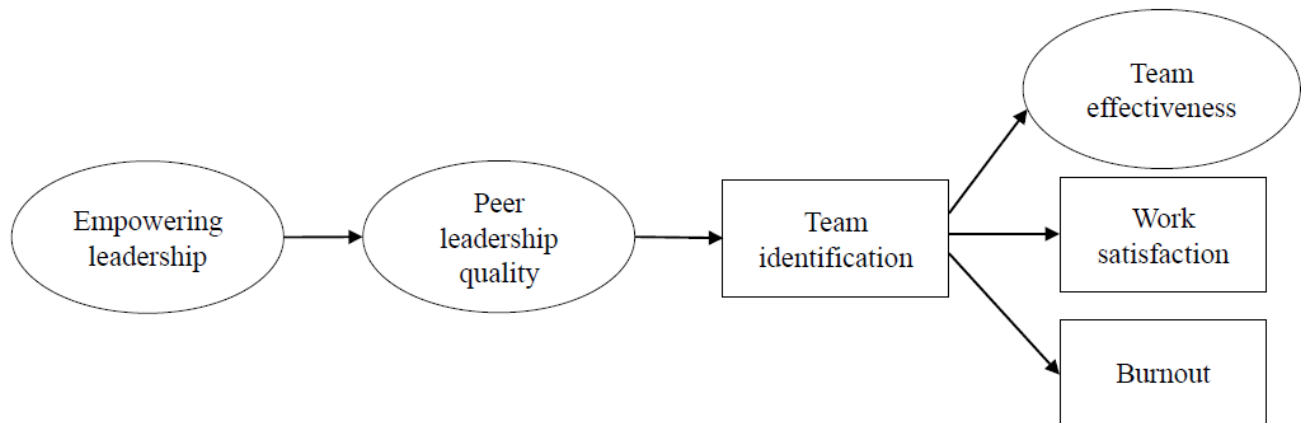 Team
effectiveness
Empowering
leadership
Peer
leadership
quality
Team
identification
Work
satisfaction
Burnout